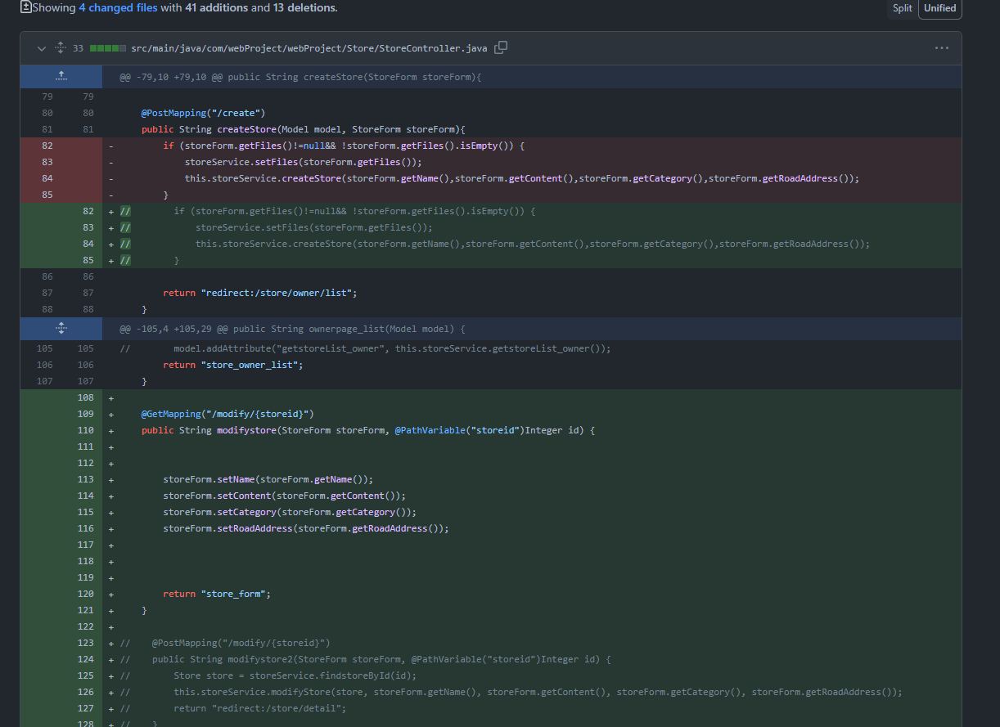 Showing 4 changed files with 41 additions and 13 deletions.
Split Unified
33 src/main/java/com/webProject/webProject/Store/StoreController.java
@@ -79,10 +79,10 @@ public String createStore(StoreForm storeForm){
79 79
80 80 @PostMapping("/create")
81 81 public String createStore(Model model, StoreForm storeForm){
82 - if (storeForm.getFiles()!=null&& !storeForm.getFiles().isEmpty()) {
83 - storeService.setFiles(storeForm.getFiles());
84 - this.storeService.createStore(storeForm.getName(),storeForm.getContent(),storeForm.getCategory(),storeForm.getRoadAddress());
85 - }
82 + // if (storeForm.getFiles()!=null&& !storeForm.getFiles().isEmpty()) {
83 + // storeService.setFiles(storeForm.getFiles());
84 + // this.storeService.createStore(storeForm.getName(),storeForm.getContent(),storeForm.getCategory(),storeForm.getRoadAddress());
85 + // }
86 86
87 87 return "redirect:/store/owner/list";
88 88 }
@@ -105,4 +105,29 @@ public String ownerpage_list(Model model) {
105 105 // model.addAttribute("getstoreList_owner", this.storeService.getstoreList_owner());
106 106 return "store_owner_list";
107 107 }
108 +
109 + @GetMapping("/modify/{storeid}")
110 + public String modifystore(StoreForm storeForm, @PathVariable("storeid")Integer id) {
111 +
112 +
113 + storeForm.setName(storeForm.getName());
114 + storeForm.setContent(storeForm.getContent());
115 + storeForm.setCategory(storeForm.getCategory());
116 + storeForm.setRoadAddress(storeForm.getRoadAddress());
117 +
118 +
119 +
120 + return "store_form";
121 + }
122 +
123 + // @PostMapping("/modify/{storeid}")
124 + // public String modifystore2(StoreForm storeForm, @PathVariable("storeid")Integer id) {
125 + // Store store = storeService.findstoreById(id);
126 + // this.storeService.modifyStore(store, storeForm.getName(), storeForm.getContent(), storeForm.getCategory(), storeForm.getRoadAddress());
127 + // return "redirect:/store/detail";
128 + // }